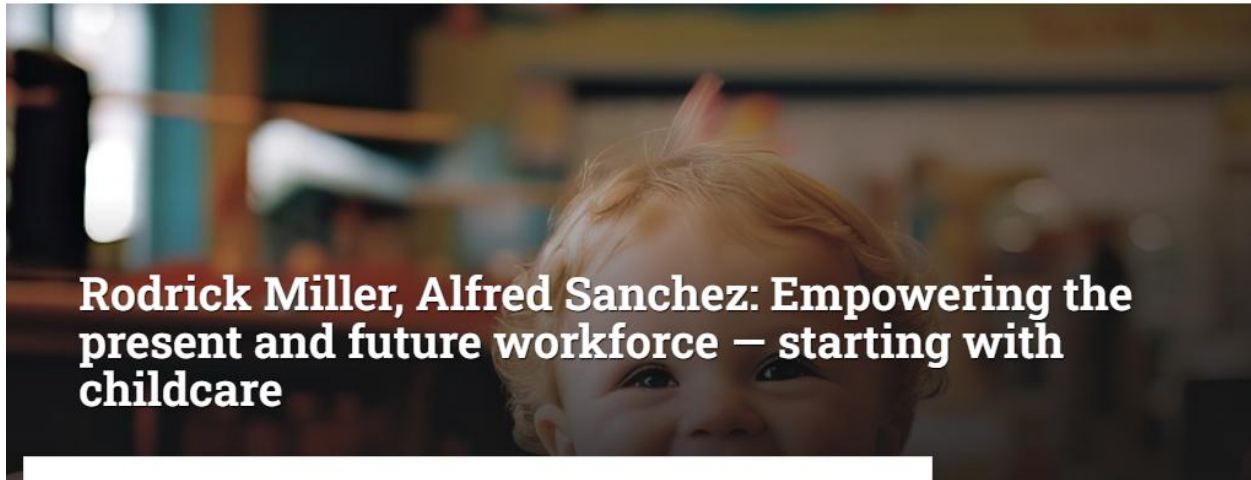 Rodrick Miller, Alfred Sanchez: Empowering the
present and future workforce — starting with
childcare